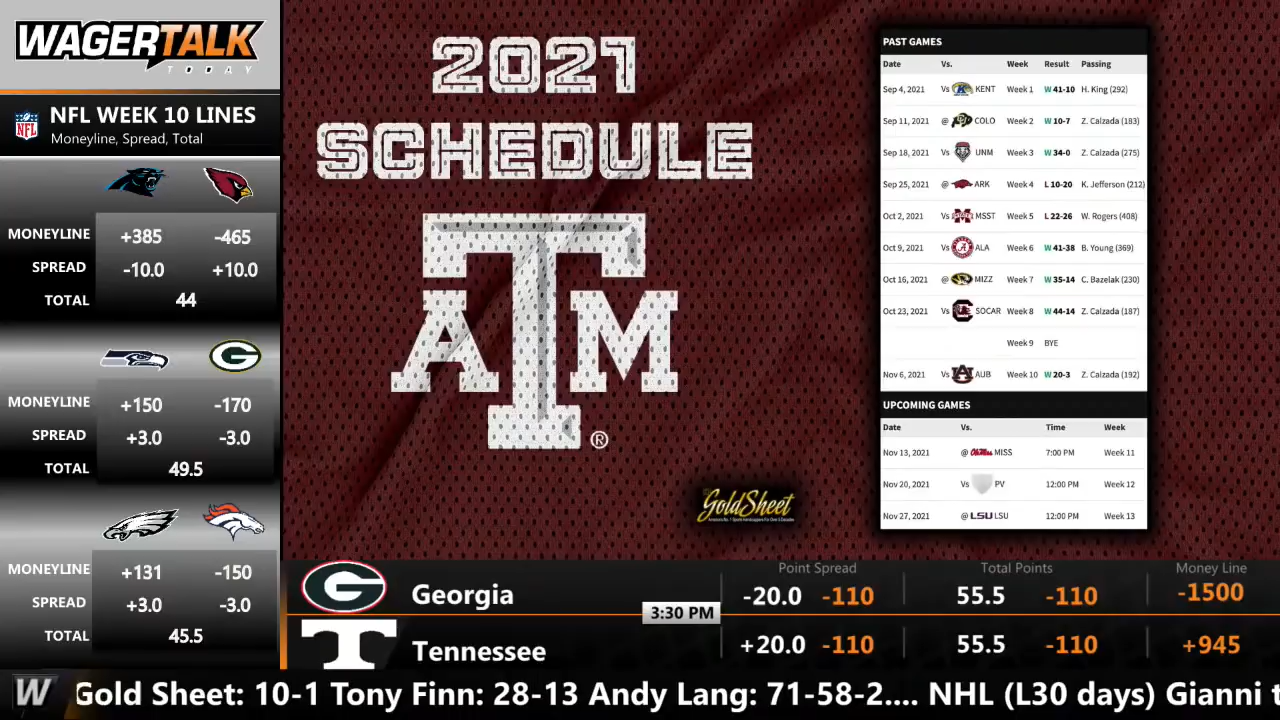 WAGERTALK
TODAY
NFL WEEK 10 LINES
Moneyline, Spread, Total
MONEYLINE +385 -465
SPREAD -10.0 +10.0
TOTAL 44
MONEYLINE +150 -170
SPREAD +3.0 -3.0
TOTAL 49.5
MONEYLINE +131 -150
SPREAD +3.0 -3.0
TOTAL 45.5
2021
SCHEDULE
ATM
®
GoldSheet
PAST GAMES
Date Vs. Week Result Passing
Sep 4, 2021 Vs KENT Week 1 W 41-10 H. King (292)
Sep 11, 2021 @ COLO Week 2 W 10-7 Z. Calzada (183)
Sep 18, 2021 Vs UNM Week 3 W 34-0 Z. Calzada (275)
Sep 25, 2021 @ ARK Week 4 L 10-20 K. Jefferson (212)
Oct 2, 2021 Vs MSST Week 5 L 22-26 W. Rogers (408)
Oct 9, 2021 Vs ALA Week 6 W 41-38 B. Young (369)
Oct 16, 2021 @ MIZZ Week 7 W 35-14 C. Bazelak (230)
Oct 23, 2021 Vs SOCAR Week 8 W 44-14 Z. Calzada (187)
Week 9 BYE
Nov 6, 2021 Vs AUB Week 10 W 20-3 Z. Calzada (192)
UPCOMING GAMES
Date Vs. Time Week
Nov 13, 2021 @ Ole Miss MISS 7:00 PM Week 11
Nov 20, 2021 Vs PV 12:00 PM Week 12
Nov 27, 2021 @ LSU LSU 12:00 PM Week 13
Point Spread Total Points Money Line
Georgia -20.0 -110 55.5 -110 -1500
3:30 PM
Tennessee +20.0 -110 55.5 -110 +945
W Gold Sheet: 10-1 Tony Finn: 28-13 Andy Lang: 71-58-2.... NHL (L30 days) Gianni t